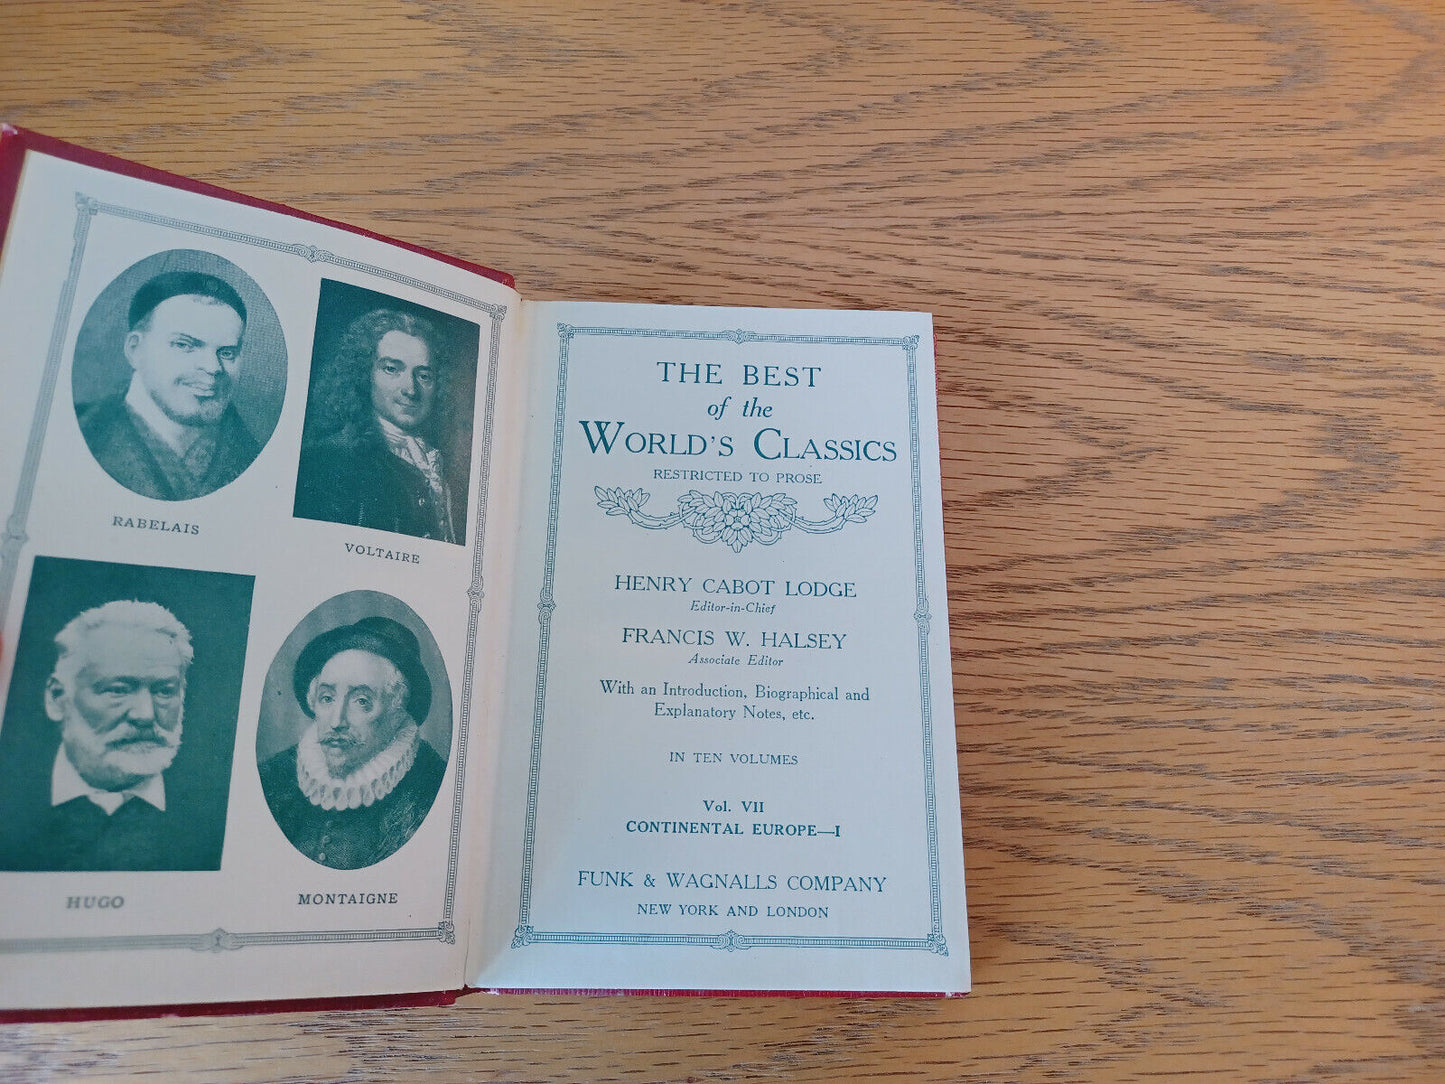 RABELAIS
VOLTAIRE
HUGO
MONTAIGNE
THE BEST
of the
WORLD'S CLASSICS
RESTRICTED TO PROSE
HENRY CABOT LODGE
Editor-in-Chief
FRANCIS W. HALSEY
Associate Editor
With an Introduction, Biographical and
Explanatory Notes, etc.
IN TEN VOLUMES
Vol. VII
CONTINENTAL EUROPE—I
FUNK & WAGNALLS COMPANY
NEW YORK AND LONDON